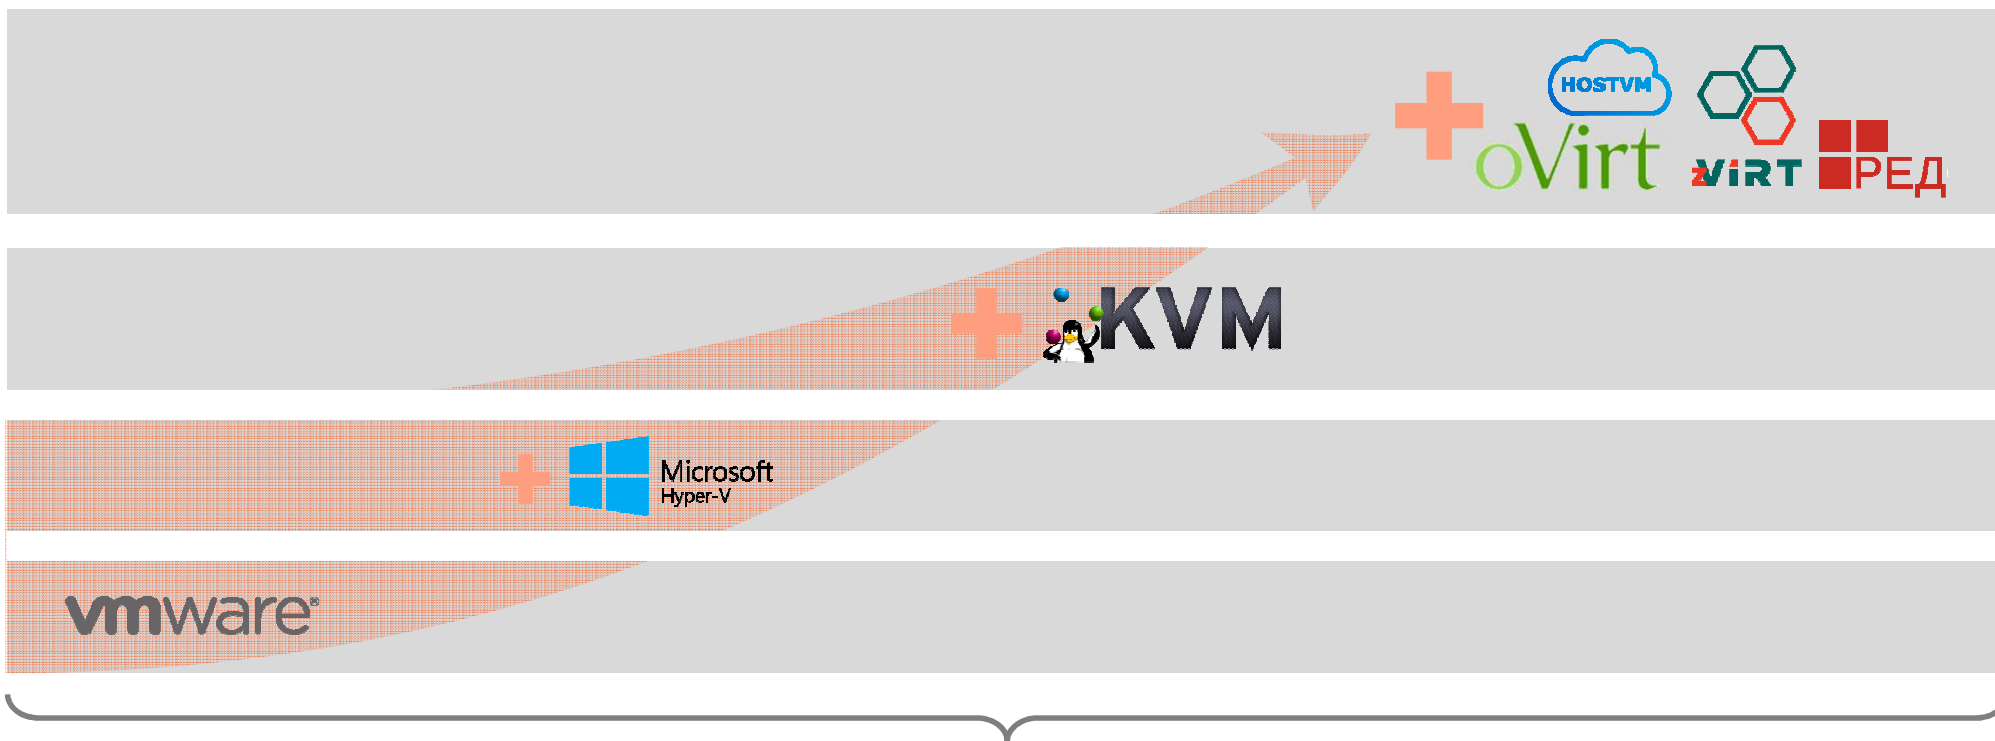 HOSTVM
oVirt
zViRT
РЕД
KVM
Microsoft
Hyper-V
vmware®